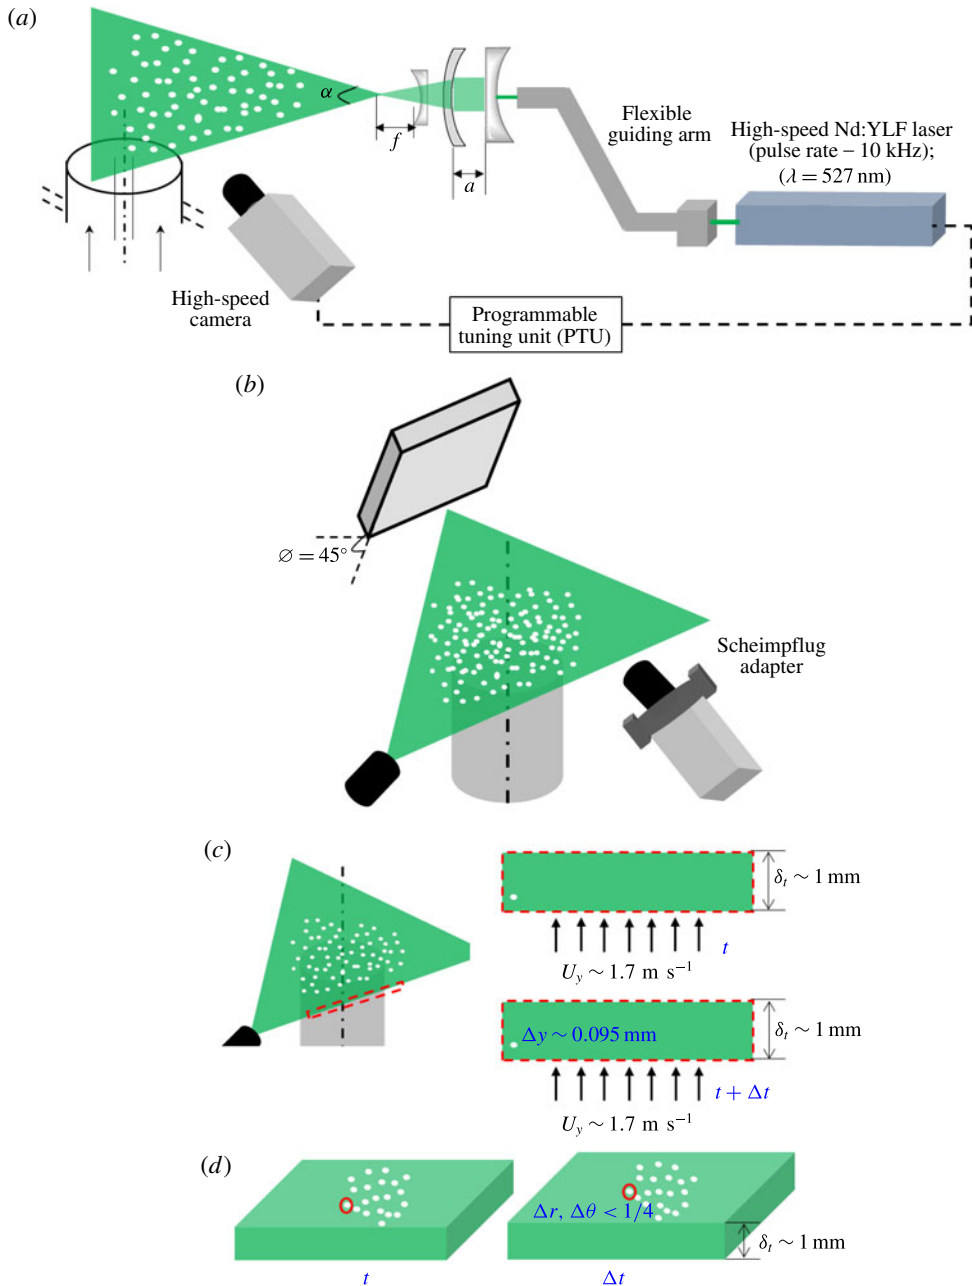 (a)
α
f
a
Flexible
guiding arm
High-speed Nd:YLF laser
(pulse rate – 10 kHz);
(λ = 527 nm)
High-speed
camera
Programmable
tuning unit (PTU)
(b)
∅ = 45°
Scheimpflug
adapter
(c)
δt ~ 1 mm
t
Uy ~ 1.7 m s−1
Δy ~ 0.095 mm
δt ~ 1 mm
t + Δt
Uy ~ 1.7 m s−1
(d)
Δr, Δθ < 1/4
δt ~ 1 mm
t
Δt